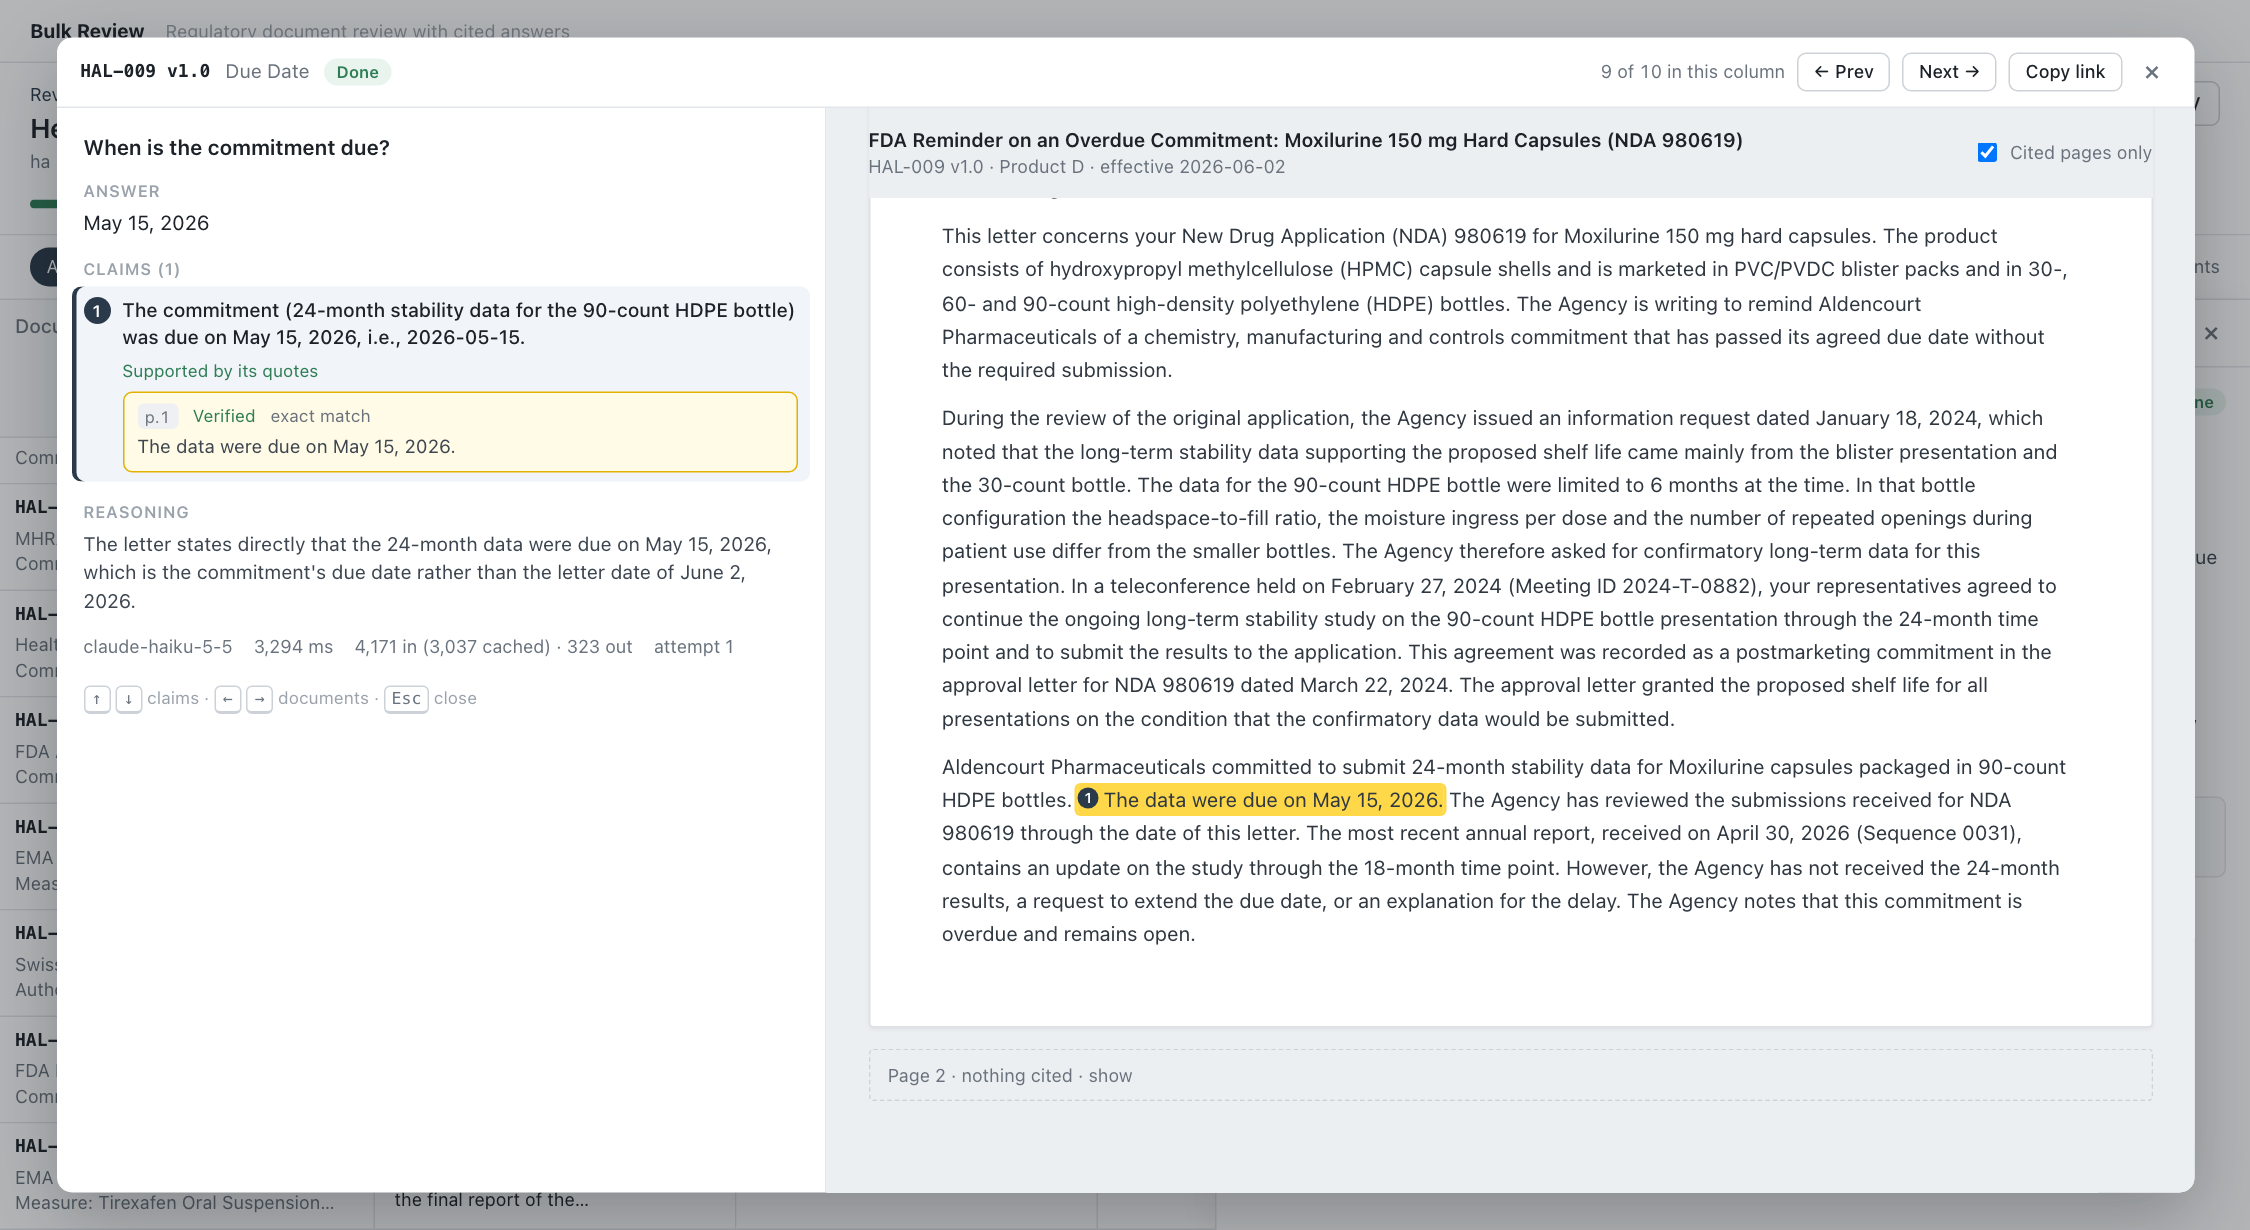 Bulk Review Regulatory document review with cited answers
HAL-009 v1.0 Due Date Done
9 of 10 in this column ← Prev Next → Copy link ×
When is the commitment due?
ANSWER
May 15, 2026
CLAIMS (1)
1 The commitment (24-month stability data for the 90-count HDPE bottle)
was due on May 15, 2026, i.e., 2026-05-15.
Supported by its quotes
p.1 Verified exact match
The data were due on May 15, 2026.
REASONING
The letter states directly that the 24-month data were due on May 15, 2026,
which is the commitment's due date rather than the letter date of June 2,
2026.
claude-haiku-5-5 3,294 ms 4,171 in (3,037 cached) · 323 out attempt 1
↑ ↓ claims · ← → documents · Esc close
FDA Reminder on an Overdue Commitment: Moxilurine 150 mg Hard Capsules (NDA 980619)
HAL-009 v1.0 · Product D · effective 2026-06-02
Cited pages only
This letter concerns your New Drug Application (NDA) 980619 for Moxilurine 150 mg hard capsules. The product
consists of hydroxypropyl methylcellulose (HPMC) capsule shells and is marketed in PVC/PVDC blister packs and in 30-,
60- and 90-count high-density polyethylene (HDPE) bottles. The Agency is writing to remind Aldencourt
Pharmaceuticals of a chemistry, manufacturing and controls commitment that has passed its agreed due date without
the required submission.
During the review of the original application, the Agency issued an information request dated January 18, 2024, which
noted that the long-term stability data supporting the proposed shelf life came mainly from the blister presentation and
the 30-count bottle. The data for the 90-count HDPE bottle were limited to 6 months at the time. In that bottle
configuration the headspace-to-fill ratio, the moisture ingress per dose and the number of repeated openings during
patient use differ from the smaller bottles. The Agency therefore asked for confirmatory long-term data for this
presentation. In a teleconference held on February 27, 2024 (Meeting ID 2024-T-0882), your representatives agreed to
continue the ongoing long-term stability study on the 90-count HDPE bottle presentation through the 24-month time
point and to submit the results to the application. This agreement was recorded as a postmarketing commitment in the
approval letter for NDA 980619 dated March 22, 2024. The approval letter granted the proposed shelf life for all
presentations on the condition that the confirmatory data would be submitted.
Aldencourt Pharmaceuticals committed to submit 24-month stability data for Moxilurine capsules packaged in 90-count
HDPE bottles. 1 The data were due on May 15, 2026. The Agency has reviewed the submissions received for NDA
980619 through the date of this letter. The most recent annual report, received on April 30, 2026 (Sequence 0031),
contains an update on the study through the 18-month time point. However, the Agency has not received the 24-month
results, a request to extend the due date, or an explanation for the delay. The Agency notes that this commitment is
overdue and remains open.
Page 2 · nothing cited · show
HAL-
HAL-
HAL-
FDA
HAL-
EMA
HAL-
HAL-
FDA
HAL-
EMA
Measure: Tirexafen Oral Suspension...
the final report of the...